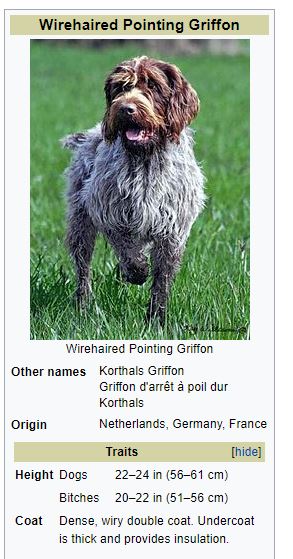 Wirehaired Pointing Griffon
Wirehaired Pointing Griffon
Other names Korthals Griffon
Griffon d'arrêt à poil dur
Korthals
Origin Netherlands, Germany, France
Traits [hide]
Height Dogs 22–24 in (56–61 cm)
Bitches 20–22 in (51–56 cm)
Coat Dense, wiry double coat. Undercoat
is thick and provides insulation.